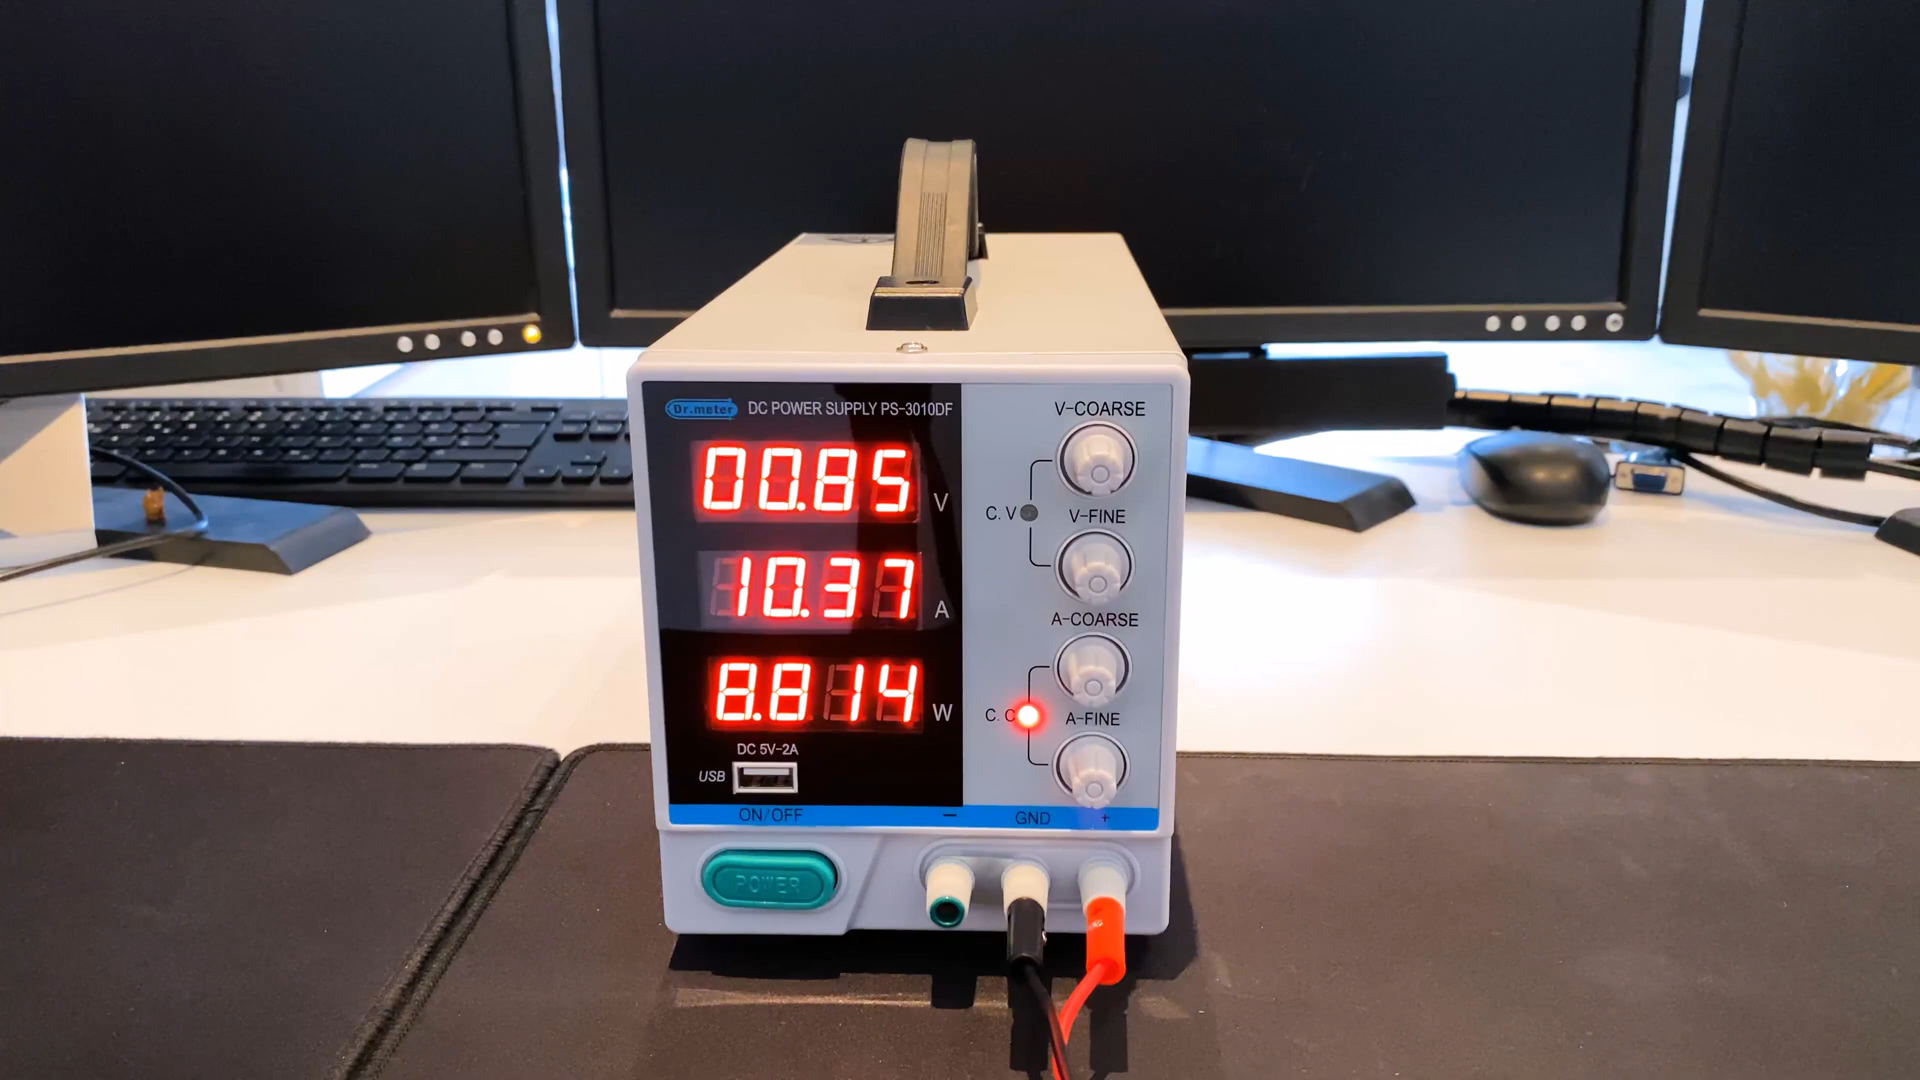 Dr.meter DC POWER SUPPLY PS-3010DF
V-COARSE
00.85 V
C.V V-FINE
10.37 A
A-COARSE
8.814 W
C.C A-FINE
DC 5V-2A
USB
ON/OFF − GND +
POWER